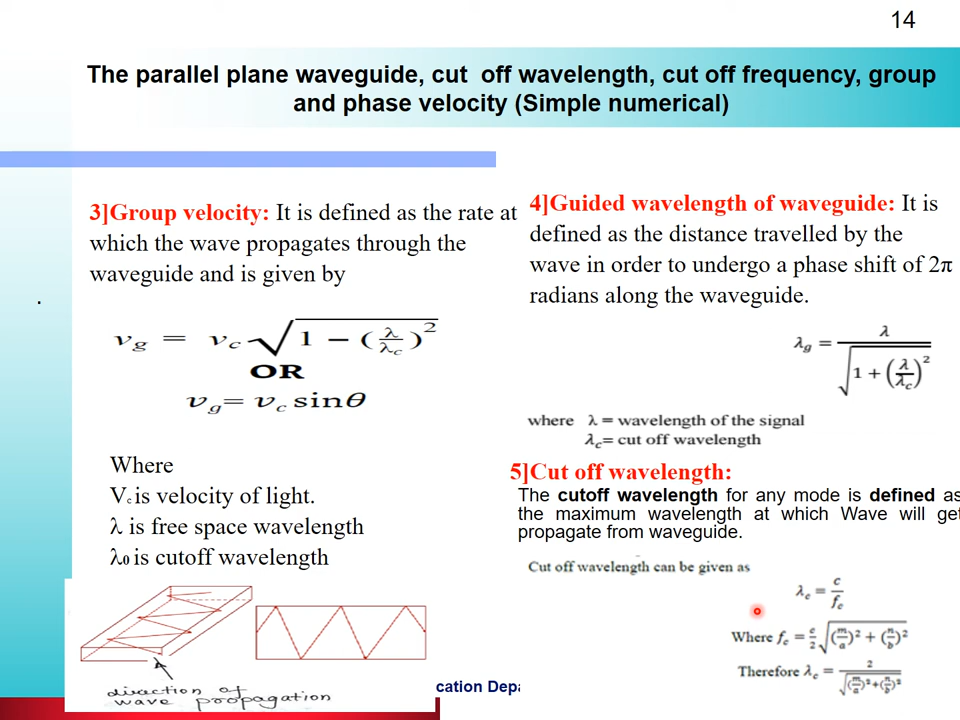 14
The parallel plane waveguide, cut off wavelength, cut off frequency, group
and phase velocity (Simple numerical)
3]Group velocity: It is defined as the rate at
which the wave propagates through the
waveguide and is given by
v_g = v_c √(1 − (λ/λ_c)^2)
OR
v_g = v_c sinθ
Where
V_c is velocity of light.
λ is free space wavelength
λ0 is cutoff wavelength
direction of
wave propagation
4]Guided wavelength of waveguide: It is
defined as the distance travelled by the
wave in order to undergo a phase shift of 2π
radians along the waveguide.
λ_g = λ / √(1 + (λ/λ_c)^2)
where λ = wavelength of the signal
λ_c= cut off wavelength
5]Cut off wavelength:
The cutoff wavelength for any mode is defined as
the maximum wavelength at which Wave will get
propagate from waveguide.
Cut off wavelength can be given as
λ_c = c/f_c
Where f_c = c/2 √((m/a)^2 + (n/b)^2)
Therefore λ_c = 2/√((m/a)^2+(n/b)^2)
cation Depa